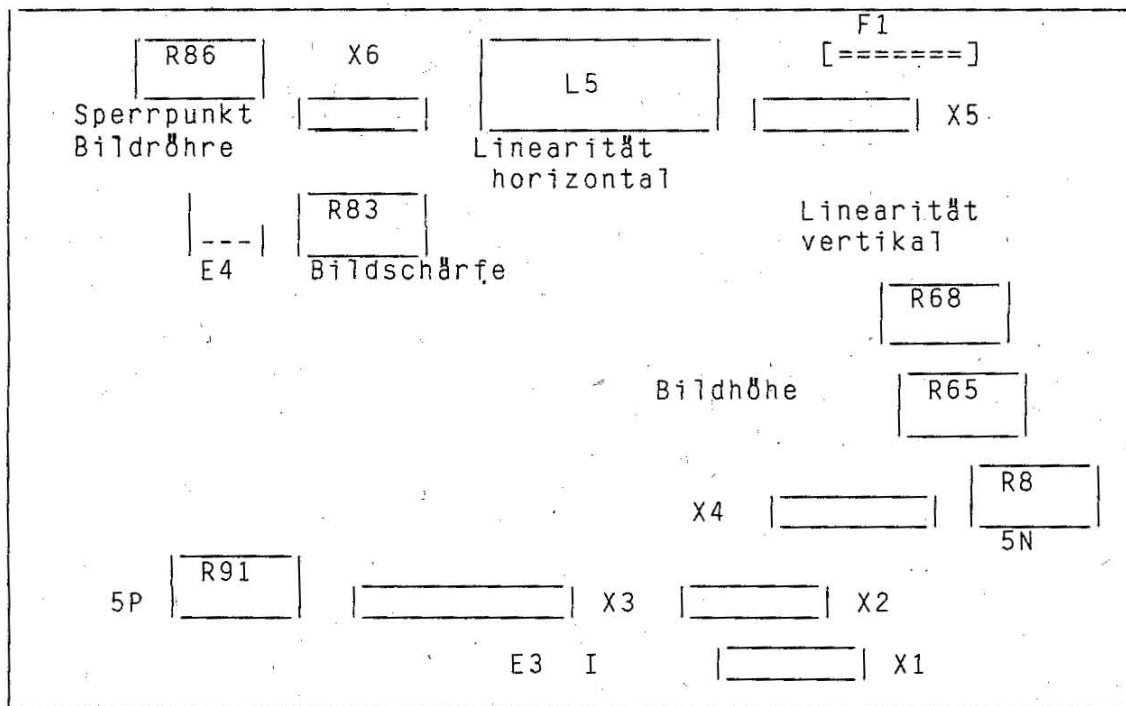 F1
R86 X6 [=======]
L5
Sperrpunkt X5
Bildröhre Linearität
horizontal
R83 Linearität
--- vertikal
E4 Bildschärfe
R68
Bildhöhe R65
R8
X4
5N
R91
5P X3 X2
E3 I X1